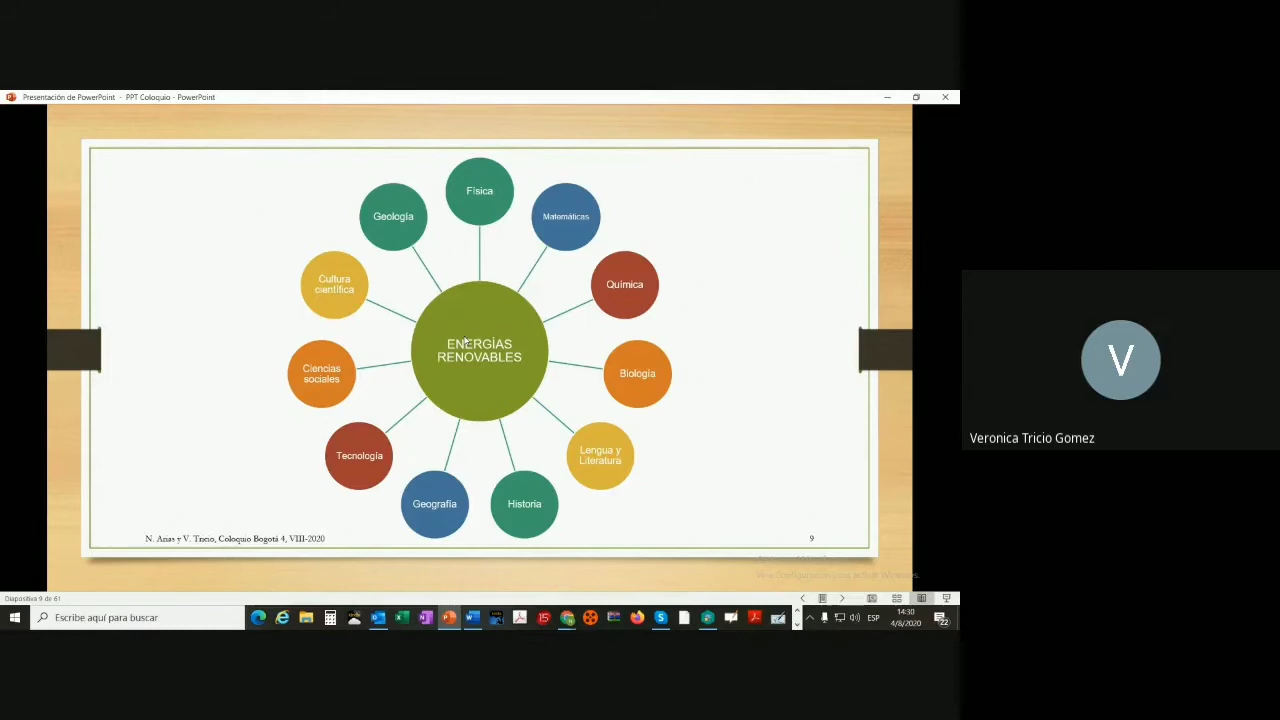 Presentación de PowerPoint - PPT Coloquio - PowerPoint
Física
Geología
Matemáticas
Cultura
científica
Química
ENERGÍAS
RENOVABLES
Ciencias
sociales
Biología
Tecnología
Lengua y
Literatura
Geografía
Historia
N. Arias y V. Tricio, Coloquio Bogotá 4, VIII-2020
9
V
Veronica Tricio Gomez
Diapositiva 9 de 61
Escribe aquí para buscar
ESP
14:30
4/8/2020
22